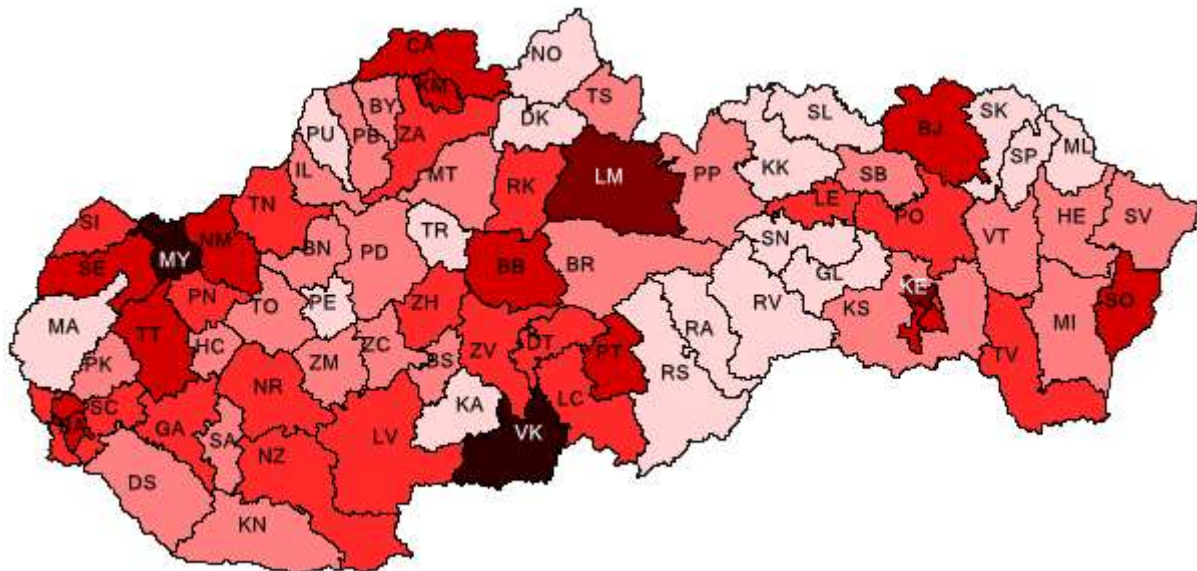 CA
NO
KM
TS
BY
PU
PB
ZA
DK
SL
SK
BJ
ML
SP
KK
SB
IL
MT
RK
LM
PP
LE
PO
HE
SV
SI
TN
NM
MY
BN
PD
TR
SN
VT
SE
BB
BR
GL
PN
TO
PE
ZH
RV
KE
KS
SO
MA
TT
HC
RA
MI
PK
ZM
ZC
BS
ZV
DT
PT
RS
TV
NR
KA
LC
SC
GA
SA
LV
VK
NZ
DS
KN